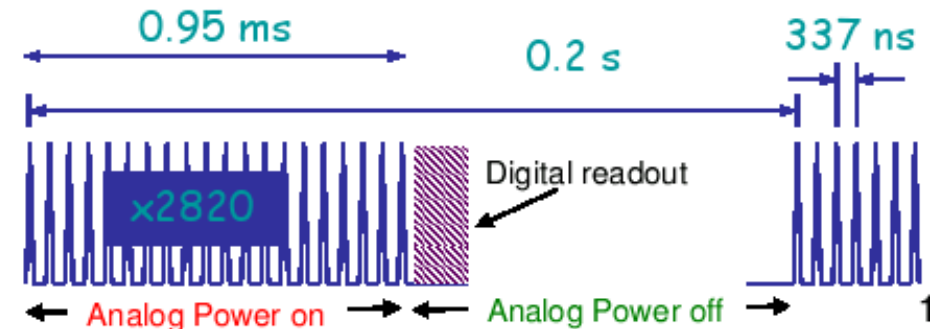 0.95 ms
0.2 s
337 ns
x2820
Digital readout
Analog Power on
Analog Power off